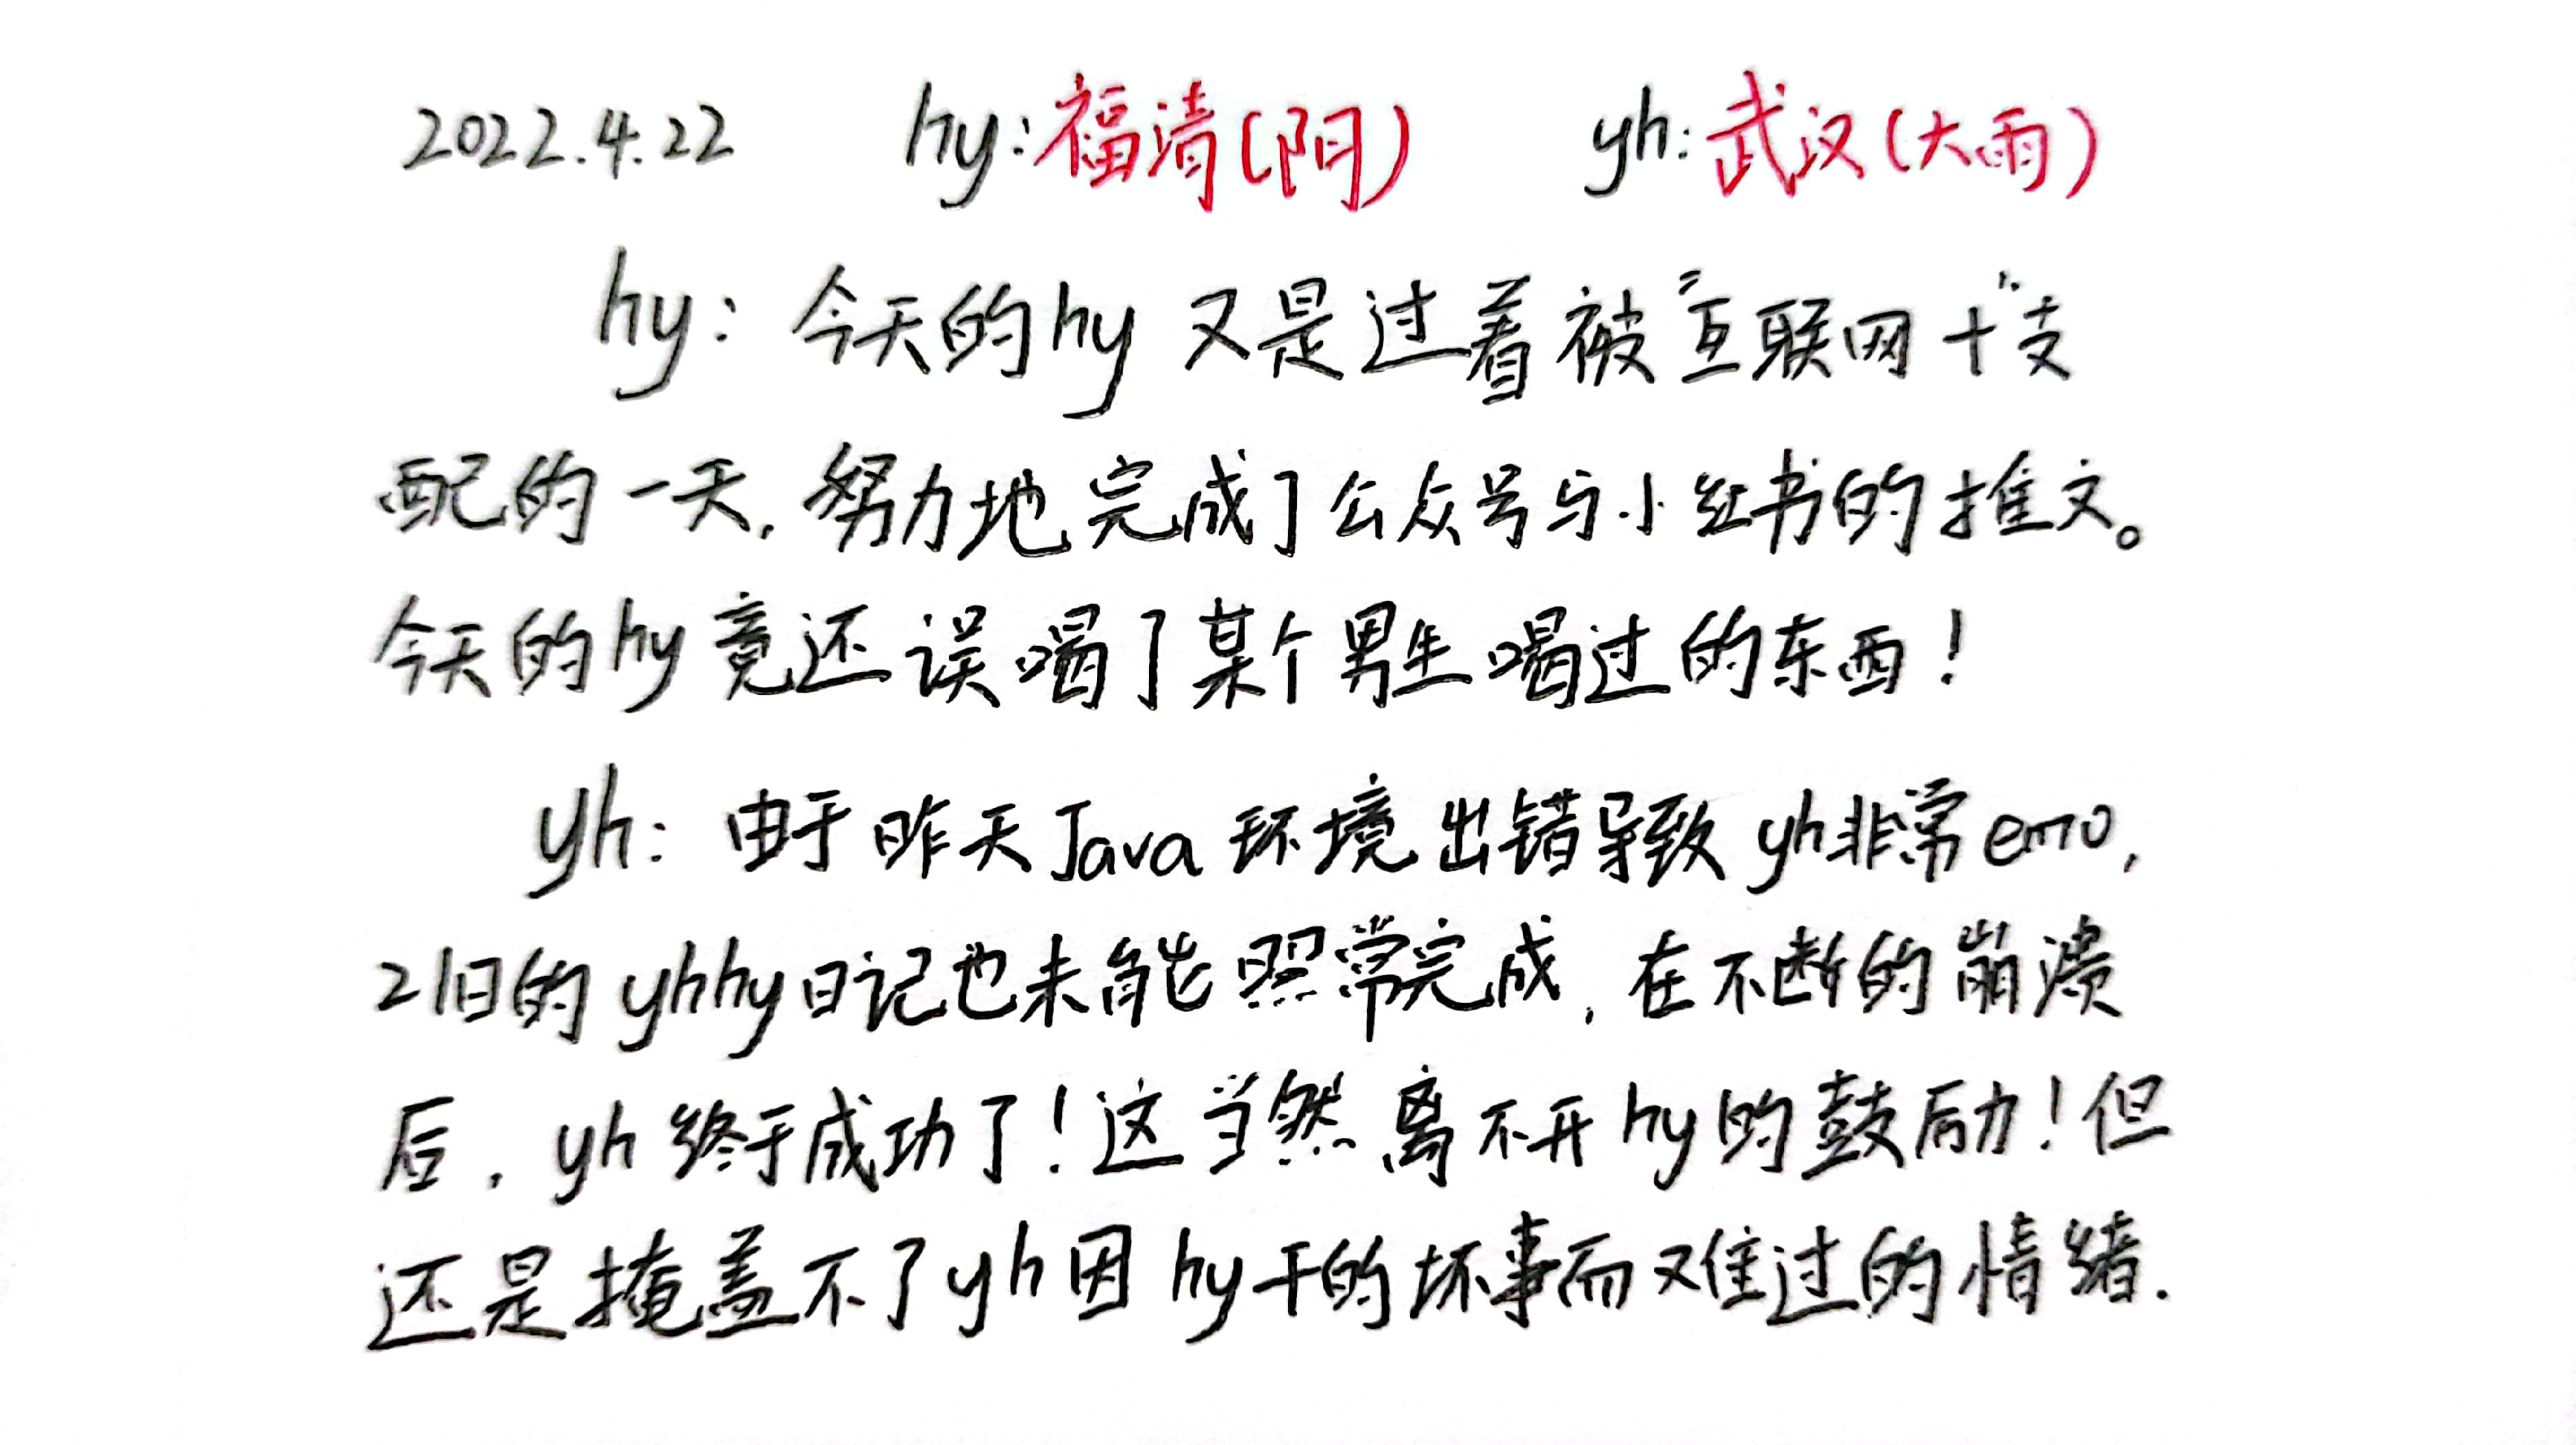 2022.4.22 hy:福清(阳) yh:武汉(大雨)
hy: 今天的hy又是过着被“互联网+”支
配的一天,努力地完成了公众号与小红书的推文。
今天的hy竟还误喝了某个男生喝过的东西!
yh: 由于昨天Java环境出错导致yh非常emo,
21日的yhhy日记也未能照常完成,在不断的崩溃
后,yh终于成功了!这当然离不开hy的鼓励!但
还是掩盖不了yh因hy干的坏事而难过的情绪.